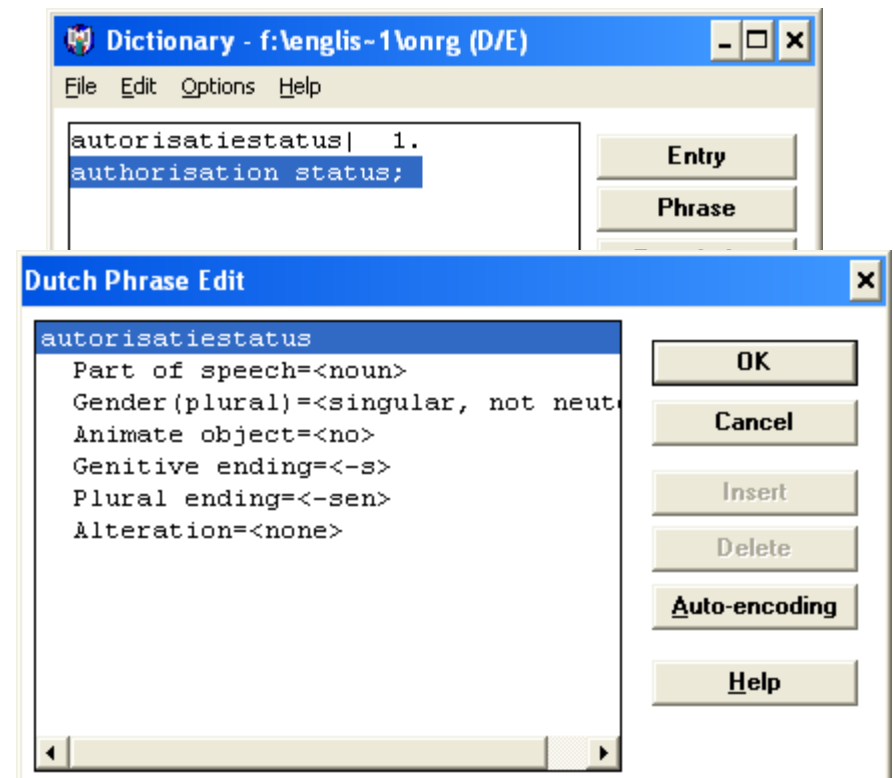 Dictionary - f:\englis~1\onrg (D/E)
File Edit Options Help
autorisatiestatus| 1.
authorisation status;
Entry
Phrase
Dutch Phrase Edit
autorisatiestatus
Part of speech=<noun>
Gender(plural)=<singular, not
Animate object=<no>
Genitive ending=<-s>
Plural ending=<-sen>
Alteration=<none>
OK
Cancel
Insert
Delete
Auto-encoding
Help